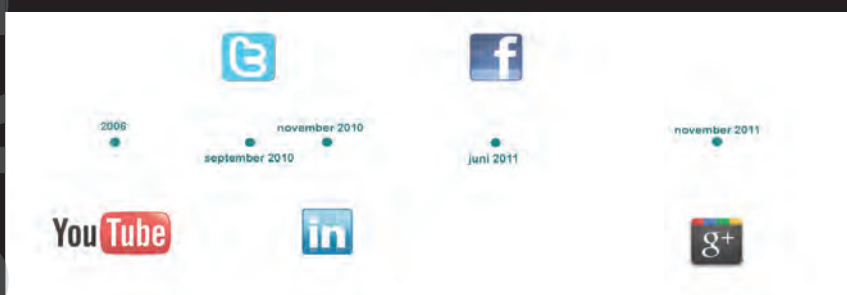 t
f
2006
november 2010
november 2011
september 2010
juni 2011
You Tube
in
g+